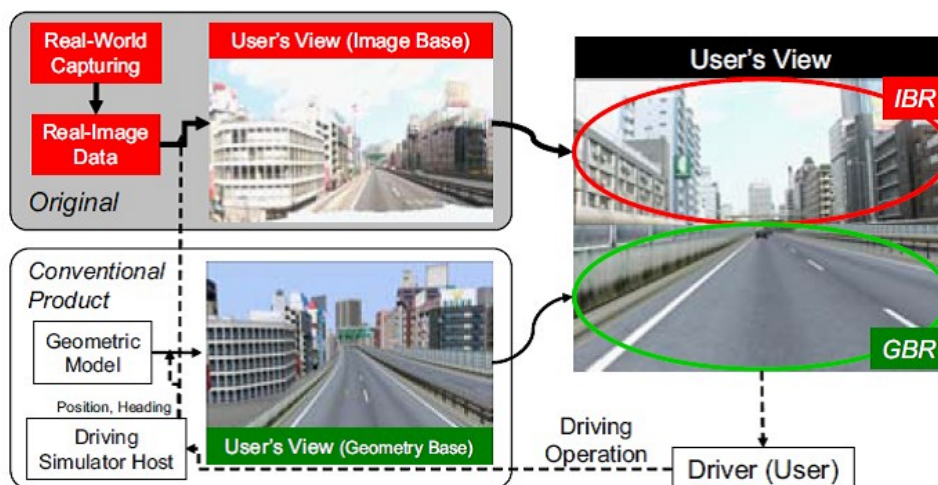 Real-World
Capturing
Real-Image
Data
Original
User's View (Image Base)
User's View
IBR
GBR
Conventional
Product
Geometric
Model
Position, Heading
Driving
Simulator Host
User's View (Geometry Base)
Driving
Operation
Driver (User)